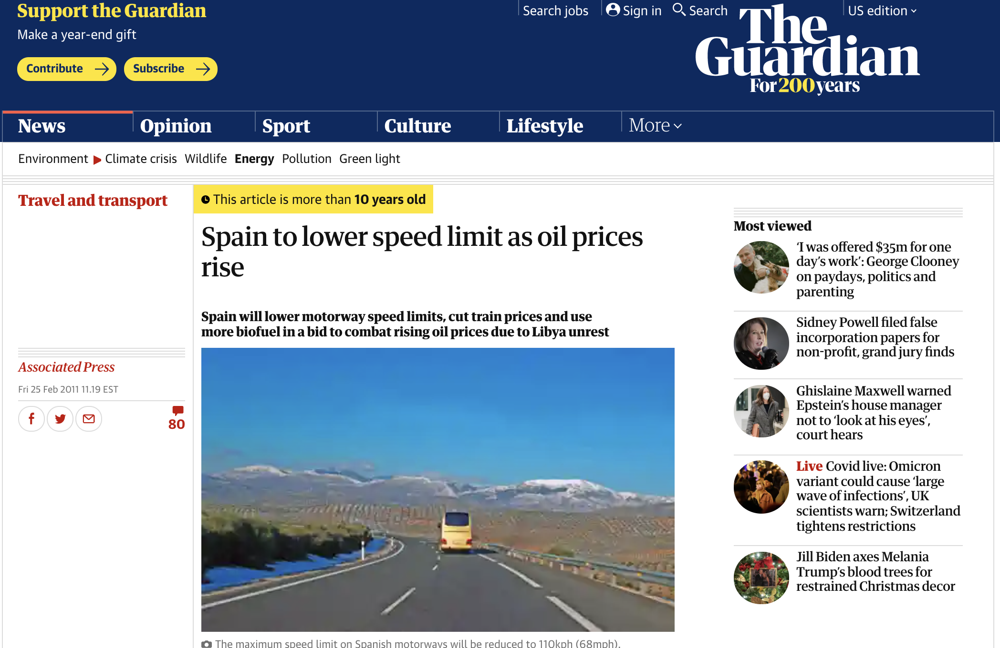 Support the Guardian
Make a year-end gift
Contribute
Subscribe
Search jobs
Sign in
Search
US edition
The
Guardian
For 200 years
News
Opinion
Sport
Culture
Lifestyle
More
Environment
Climate crisis
Wildlife
Energy
Pollution
Green light
Travel and transport
This article is more than 10 years old
Spain to lower speed limit as oil prices
rise
Spain will lower motorway speed limits, cut train prices and use
more biofuel in a bid to combat rising oil prices due to Libya unrest
Associated Press
Fri 25 Feb 2011 11.19 EST
80
The maximum speed limit on Spanish motorways will be reduced to 110kph (68mph).
Most viewed
‘I was offered $35m for one
day’s work’: George Clooney
on paydays, politics and
parenting
Sidney Powell filed false
incorporation papers for
non-profit, grand jury finds
Ghislaine Maxwell warned
Epstein’s house manager
not to ‘look at his eyes’,
court hears
Live Covid live: Omicron
variant could cause ‘large
wave of infections’, UK
scientists warn; Switzerland
tightens restrictions
Jill Biden axes Melania
Trump’s blood trees for
restrained Christmas decor